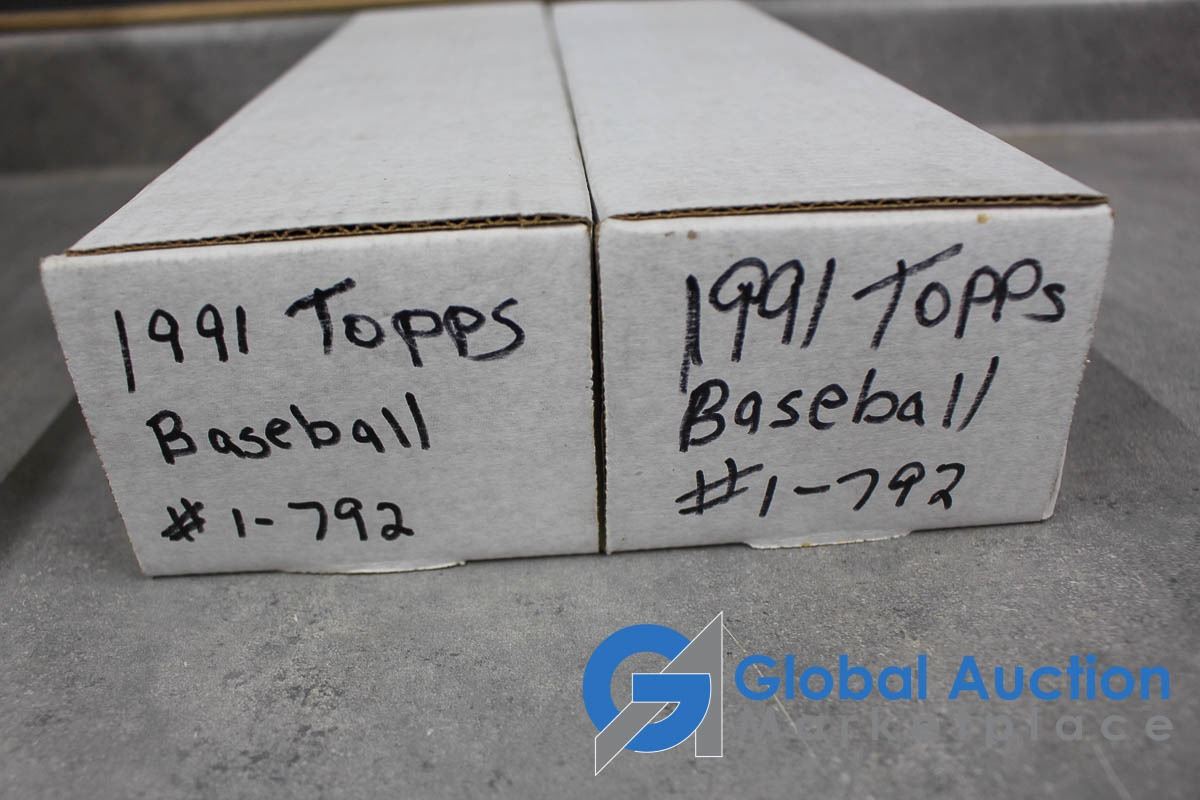 1991 Topps
Baseball
#1-792
1991 Topps
Baseball
#1-792
Global Auction
Marketplace